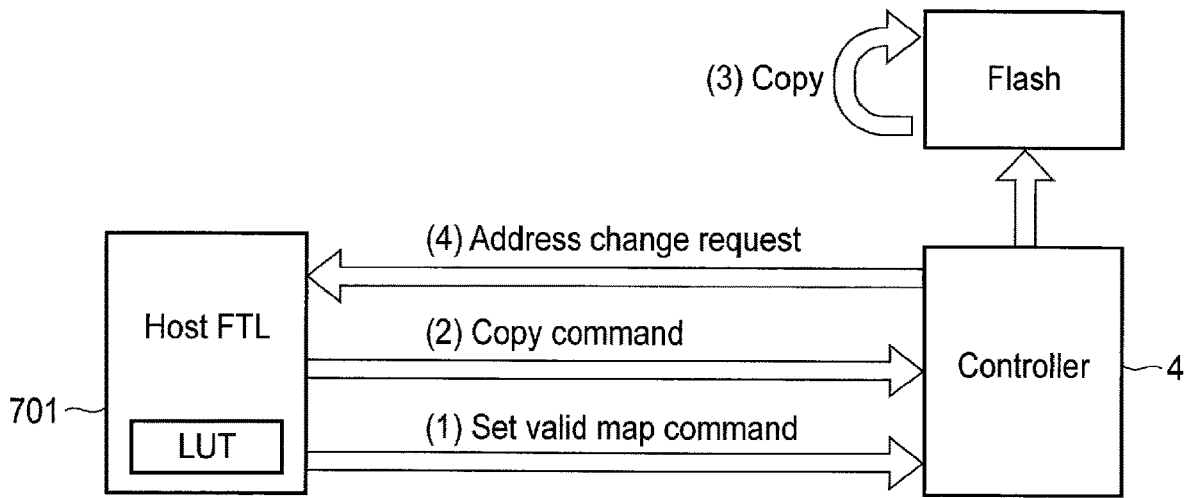 (3) Copy
Flash
(4) Address change request
Host FTL
(2) Copy command
Controller
4
701
LUT
(1) Set valid map command